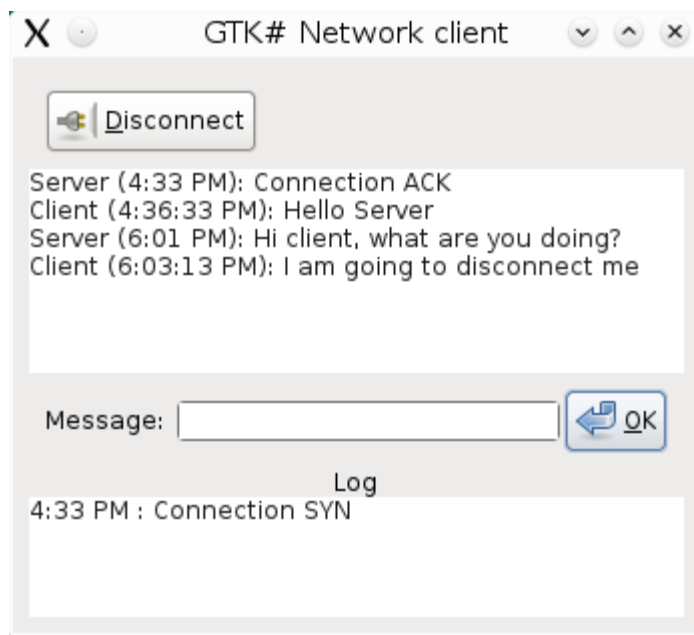 GTK# Network client
Disconnect
Server (4:33 PM): Connection ACK
Client (4:36:33 PM): Hello Server
Server (6:01 PM): Hi client, what are you doing?
Client (6:03:13 PM): I am going to disconnect me
Message: OK
Log
4:33 PM : Connection SYN